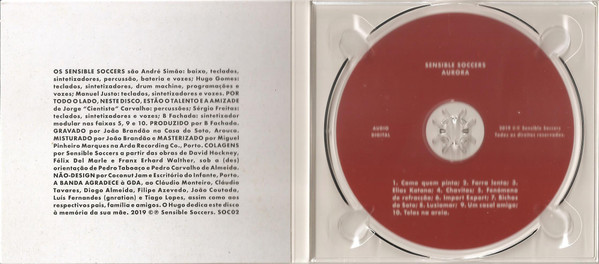 OS SENSIBLE SOCCERS são André Simão: baixo, teclados,
sintetizadores, percussão, bateria e vozes; Hugo Gomes:
teclados, sintetizadores, drum machine, programações e
vozes; Manuel Justo: teclados, sintetizadores e vozes. POR
TODO O LADO, NESTE DISCO, ESTÃO O TALENTO E A AMIZADE
de Jorge "Cientista" Carvalho: percussões; Sérgio Freitas:
teclados, sintetizadores e vozes; B Fachada: sintetizador
modular nas faixas 5, 9 e 10. PRODUZIDO por B Fachada.
GRAVADO por João Brandão na Casa do Soto, Arouca.
MISTURADO por João Brandão e MASTERIZADO por Miguel
Pinheiro Marques na Arda Recording Co., Porto. COLAGENS
por Sensible Soccers a partir das obras de David Hockney,
Félix Del Marle e Franz Erhard Walther, sob a (des)
orientação de Pedro Tabaço e Pedro Carvalho de Almeida.
NÃO-DESIGN por Coconut Jam e Escritório do Infante, Porto.
A BANDA AGRADECE à GDA, ao Cláudio Monteiro, Cláudio
Tavares, Diogo Almeida, Filipe Azevedo, João Coutada,
Luís Fernandes (gnration) e Tiago Lopes, assim como aos
respectivos pais, família e amigos. O Hugo dedica este disco
à memória da sua mãe. 2019 ©℗ Sensible Soccers. SOC03
SENSIBLE SOCCERS
AURORA
AUDIO
DIGITAL
2019 ©℗ Sensible Soccers
Todos os direitos reservados.
1. Como quem pinta; 2. Farra lenta; 3.
Elias Katana; 4. Chavitas; 5. Fenómeno
de refracção; 6. Import Export; 7. Bichos
do Soto; 8. Luziamar; 9. Um casal amigo;
10. Telas na areia.